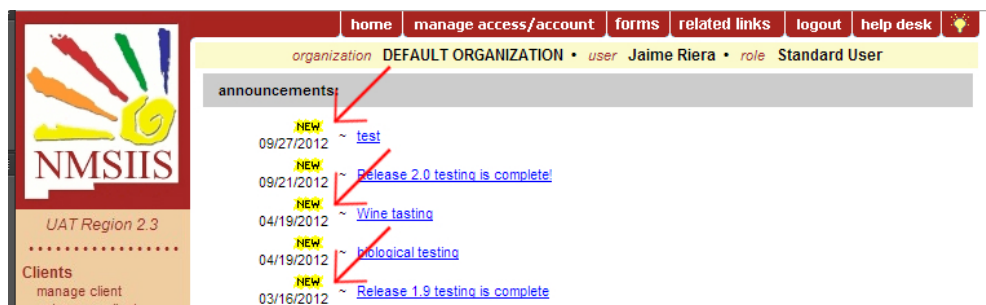 home manage access/account forms related links logout help desk
organization DEFAULT ORGANIZATION • user Jaime Riera • role Standard User
announcements:
NEW
09/27/2012 ~ test
NEW
09/21/2012 ~ Release 2.0 testing is complete!
NEW
04/19/2012 ~ Wine tasting
NEW
04/19/2012 ~ biological testing
NEW
03/16/2012 ~ Release 1.9 testing is complete
NMSIIS
UAT Region 2.3
Clients
manage client